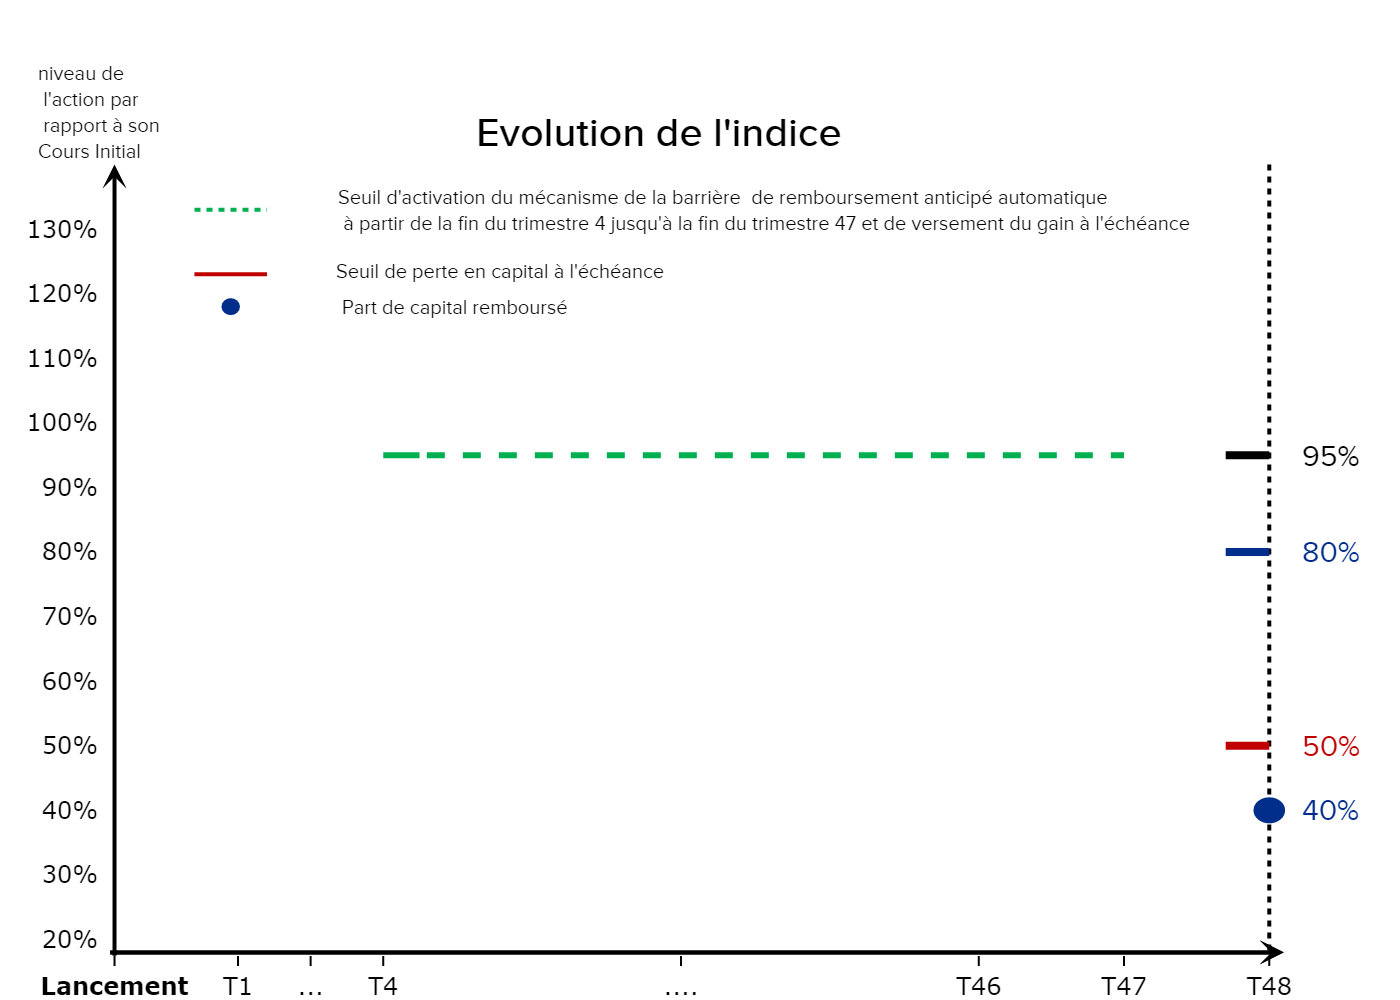 niveau de
l'action par
rapport à son
Cours Initial
Evolution de l'indice
Seuil d'activation du mécanisme de la barrière  de remboursement anticipé automatique
à partir de la fin du trimestre 4 jusqu'à la fin du trimestre 47 et de versement du gain à l'échéance
Seuil de perte en capital à l'échéance
Part de capital remboursé
130%
120%
110%
100%
90%
80%
70%
60%
50%
40%
30%
20%
95%
80%
50%
40%
Lancement T1 ... T4 .... T46 T47 T48